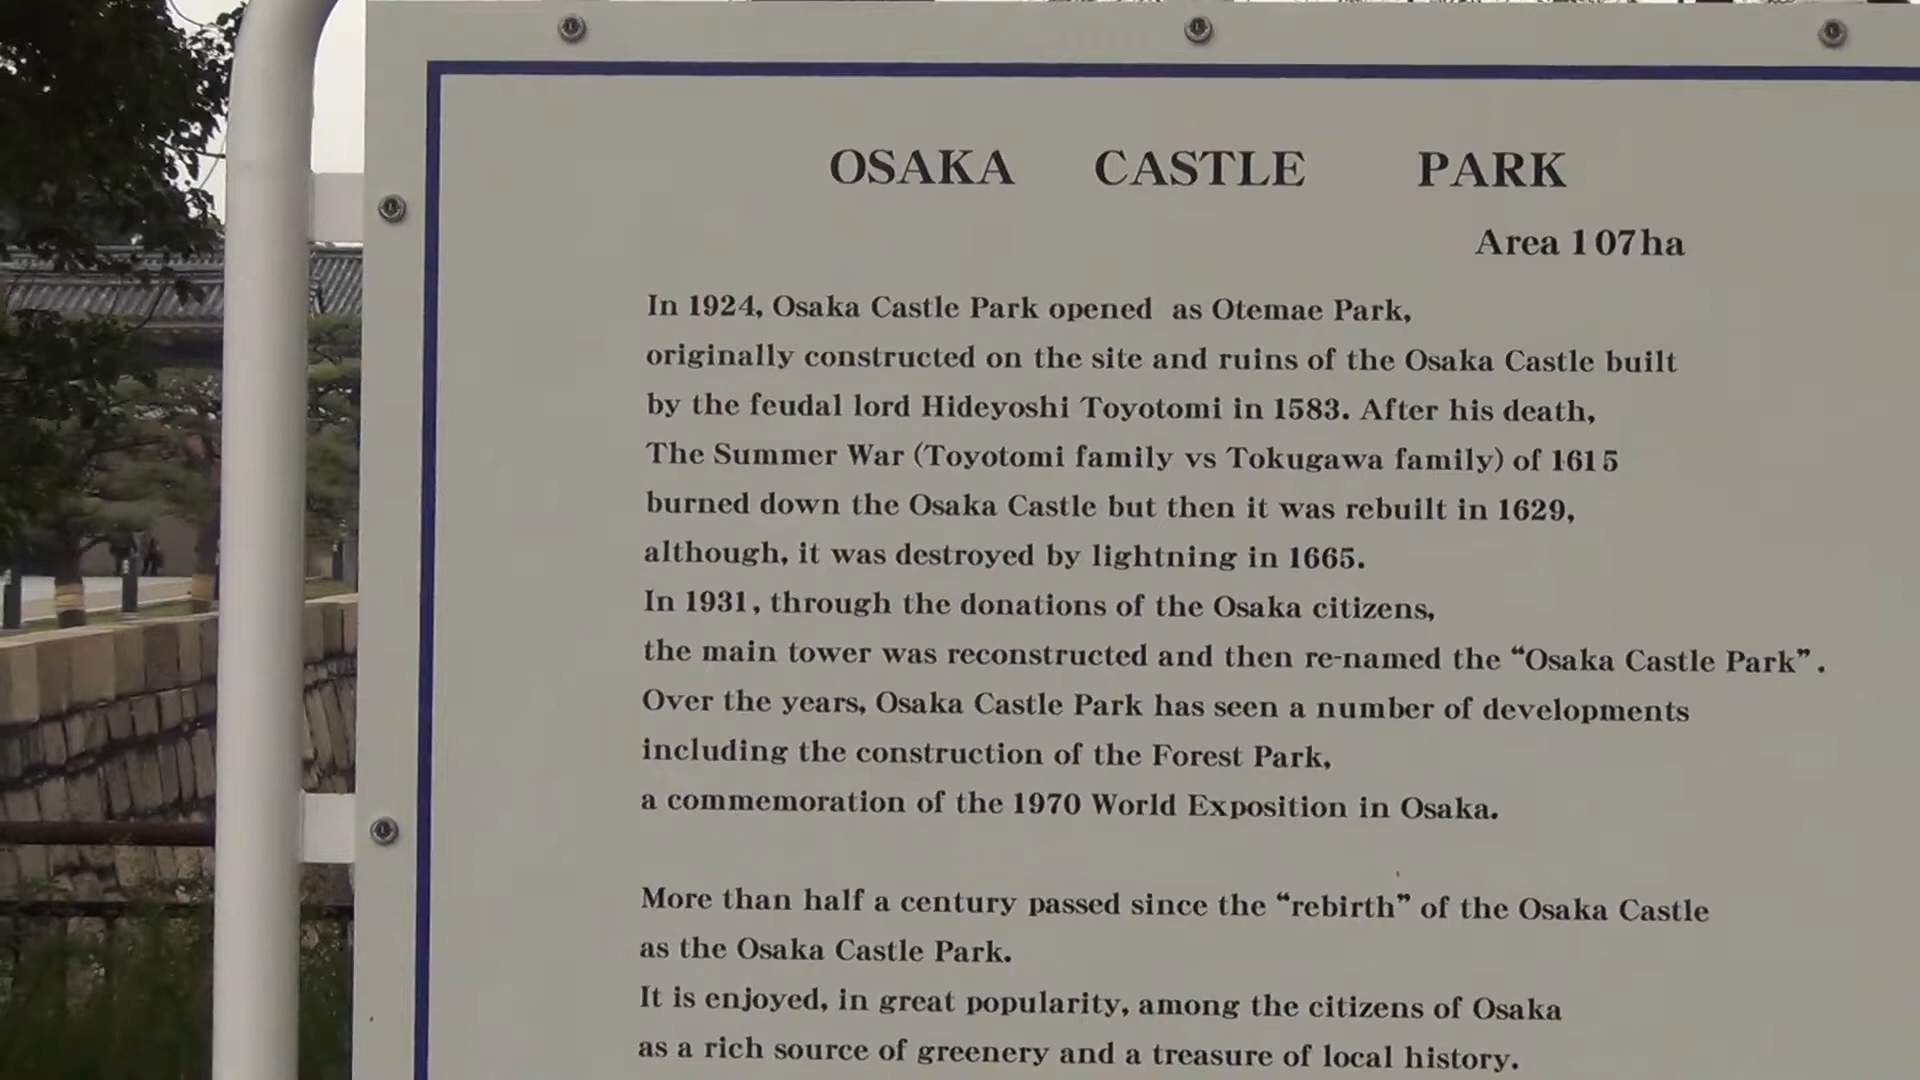 OSAKA CASTLE PARK
Area 107ha
In 1924, Osaka Castle Park opened as Otemae Park,
originally constructed on the site and ruins of the Osaka Castle built
by the feudal lord Hideyoshi Toyotomi in 1583. After his death,
The Summer War (Toyotomi family vs Tokugawa family) of 1615
burned down the Osaka Castle but then it was rebuilt in 1629,
although, it was destroyed by lightning in 1665.
In 1931, through the donations of the Osaka citizens,
the main tower was reconstructed and then re-named the “Osaka Castle Park”.
Over the years, Osaka Castle Park has seen a number of developments
including the construction of the Forest Park,
a commemoration of the 1970 World Exposition in Osaka.
More than half a century passed since the “rebirth” of the Osaka Castle
as the Osaka Castle Park.
It is enjoyed, in great popularity, among the citizens of Osaka
as a rich source of greenery and a treasure of local history.